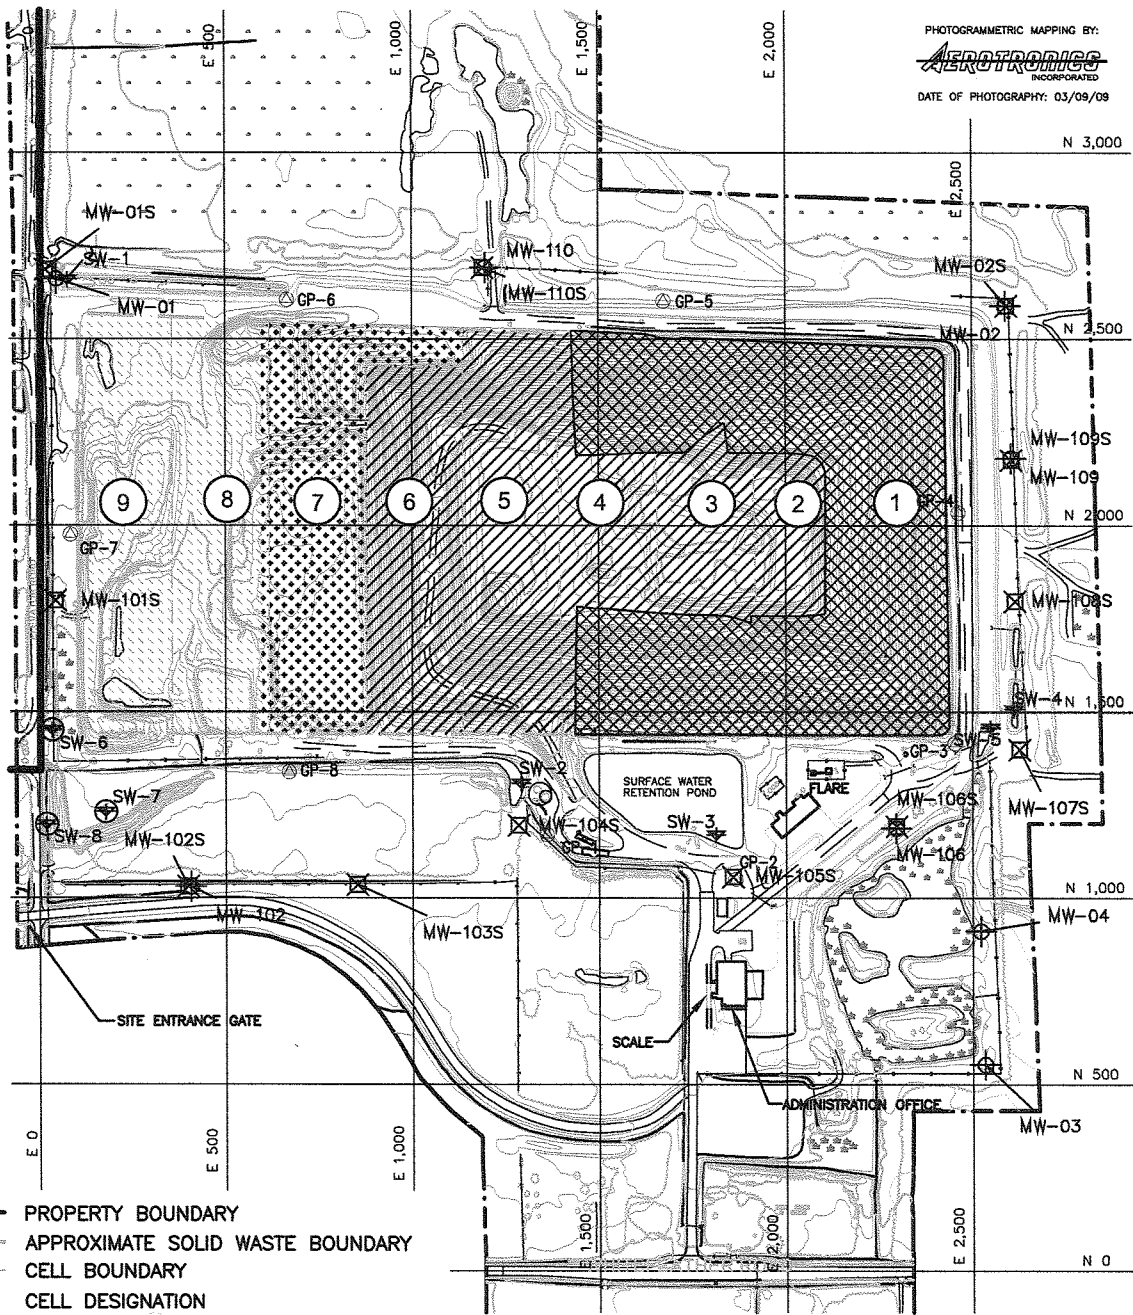 PHOTOGRAMMETRIC MAPPING BY:
AEROTRONICS
INCORPORATED
DATE OF PHOTOGRAPHY: 03/09/09
E 500
E 1,000
E 1,500
E 2,000
N 3,000
E 2,500
MW-01S
SW-1
MW-01
MW-110
(MW-110S
GP-6
GP-5
MW-02S
MW-02
N 2,500
MW-109S
MW-109
9
8
7
6
5
4
3
2
1
GP-4
N 2,000
GP-7
MW-101S
MW-108S
SW-4
N 1,500
SW-6
SW-5
GP-3
GP-8
SW-2
SURFACE WATER
RETENTION POND
FLARE
SW-7
MW-106S
MW-107S
SW-8
MW-104S
SW-3
MW-102S
MW-106
GP-2
MW-105S
N 1,000
MW-102
MW-103S
MW-04
SITE ENTRANCE GATE
SCALE
N 500
ADMINISTRATION OFFICE
MW-03
E 0
E 500
E 1,000
1,500
2,000
E 2,500
N 0
PROPERTY BOUNDARY
APPROXIMATE SOLID WASTE BOUNDARY
CELL BOUNDARY
CELL DESIGNATION